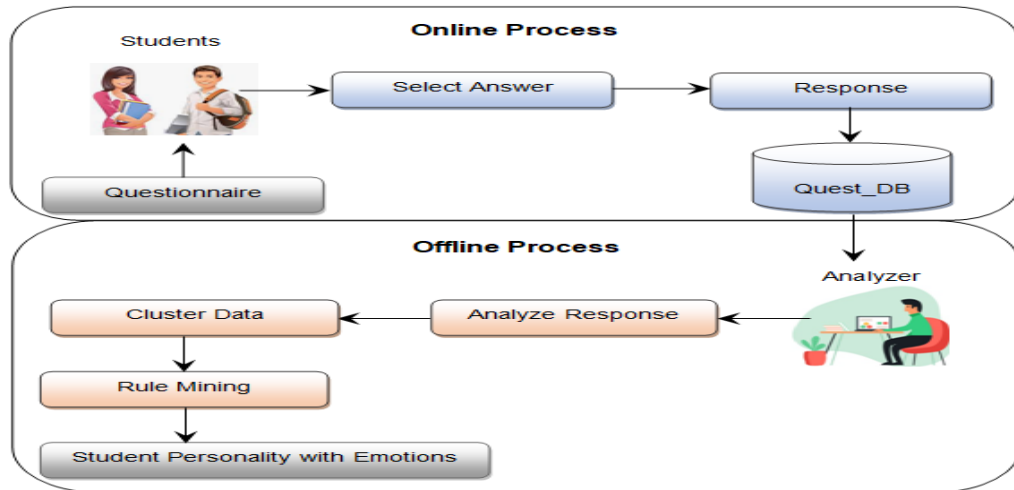 Online Process
Students
Select Answer
Response
Questionnaire
Quest_DB
Offline Process
Analyzer
Cluster Data
Analyze Response
Rule Mining
Student Personality with Emotions